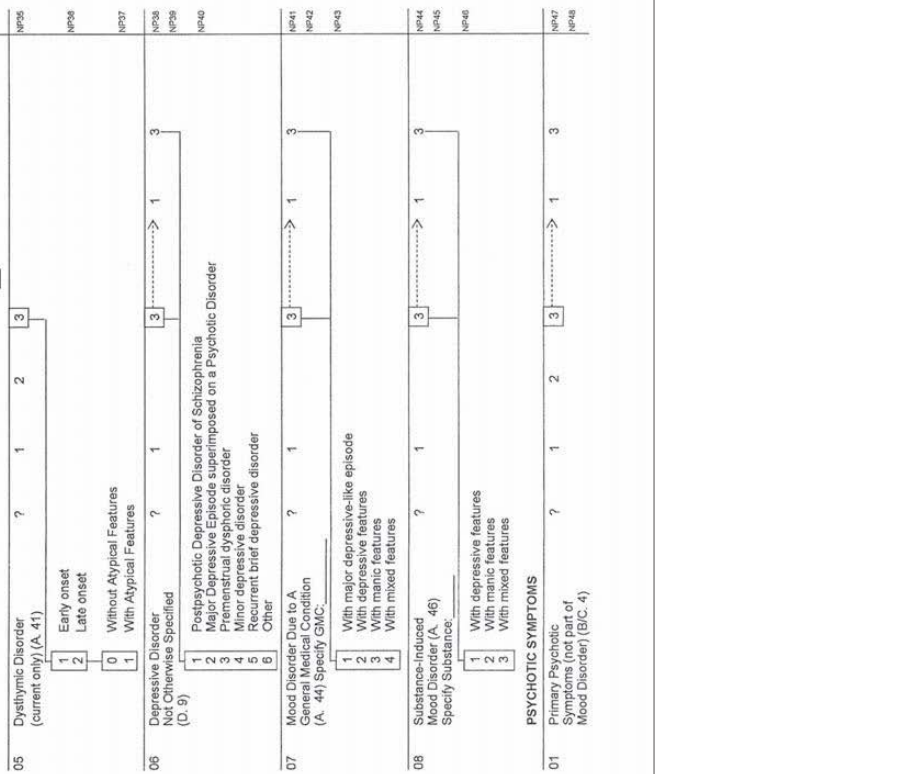 05 Dysthymic Disorder ? 1 2 3 NP35
(current only) (A. 41)
1 Early onset NP36
2 Late onset
0 Without Atypical Features NP37
1 With Atypical Features
06 Depressive Disorder ? 1 3 1 3 NP38
Not Otherwise Specified NP39
(D. 9)
1 Postpsychotic Depressive Disorder of Schizophrenia NP40
2 Major Depressive Episode superimposed on a Psychotic Disorder
3 Premenstrual dysphoric disorder
4 Minor depressive disorder
5 Recurrent brief depressive disorder
6 Other
07 Mood Disorder Due to A ? 1 3 1 3 NP41
General Medical Condition NP42
(A. 44) Specify GMC:
1 With major depressive-like episode NP43
2 With depressive features
3 With manic features
4 With mixed features
08 Substance-Induced ? 1 3 1 3 NP44
Mood Disorder (A. 46) NP45
Specify Substance:
1 With depressive features NP46
2 With manic features
3 With mixed features
PSYCHOTIC SYMPTOMS
01 Primary Psychotic ? 1 2 3 1 3 NP47
Symptoms (not part of NP48
Mood Disorder) (B/C. 4)